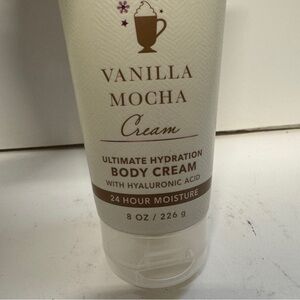 VANILLA
MOCHA
Cream
ULTIMATE HYDRATION
BODY CREAM
WITH HYALURONIC ACID
24 HOUR MOISTURE
8 OZ / 226 g